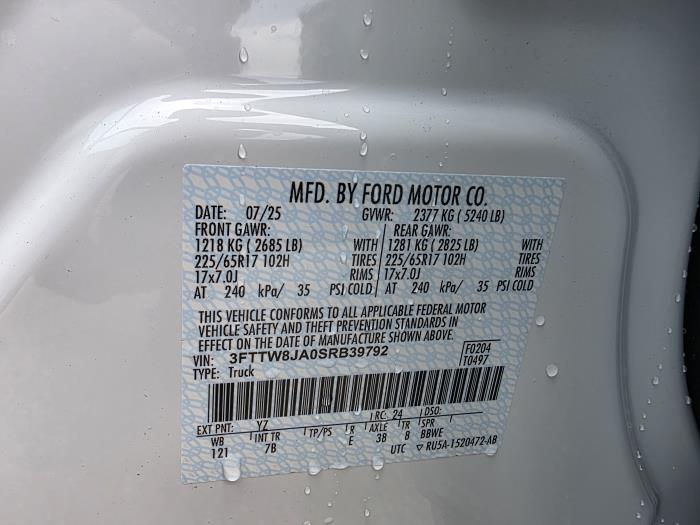 MFD. BY FORD MOTOR CO.
DATE: 07/25 GVWR: 2377 KG ( 5240 LB)
FRONT GAWR: REAR GAWR:
1218 KG ( 2685 LB) WITH 1281 KG ( 2825 LB) WITH
225/65R17 102H TIRES 225/65R17 102H TIRES
17x7.0J RIMS 17x7.0J RIMS
AT 240 kPa/ 35 PSI COLD AT 240 kPa/ 35 PSI COLD
THIS VEHICLE CONFORMS TO ALL APPLICABLE FEDERAL MOTOR
VEHICLE SAFETY AND THEFT PREVENTION STANDARDS IN
EFFECT ON THE DATE OF MANUFACTURE SHOWN ABOVE.
VIN: 3FTTW8JA0SRB39792 F0204
TYPE: Truck T0497
EXT PNT: YZ RC: 24 DSO:
WB INT TR TP/PS R AXLE TR SPR
121 7B E 3B 8 BBWE
UTC ▽ RU5A-1520472-AB